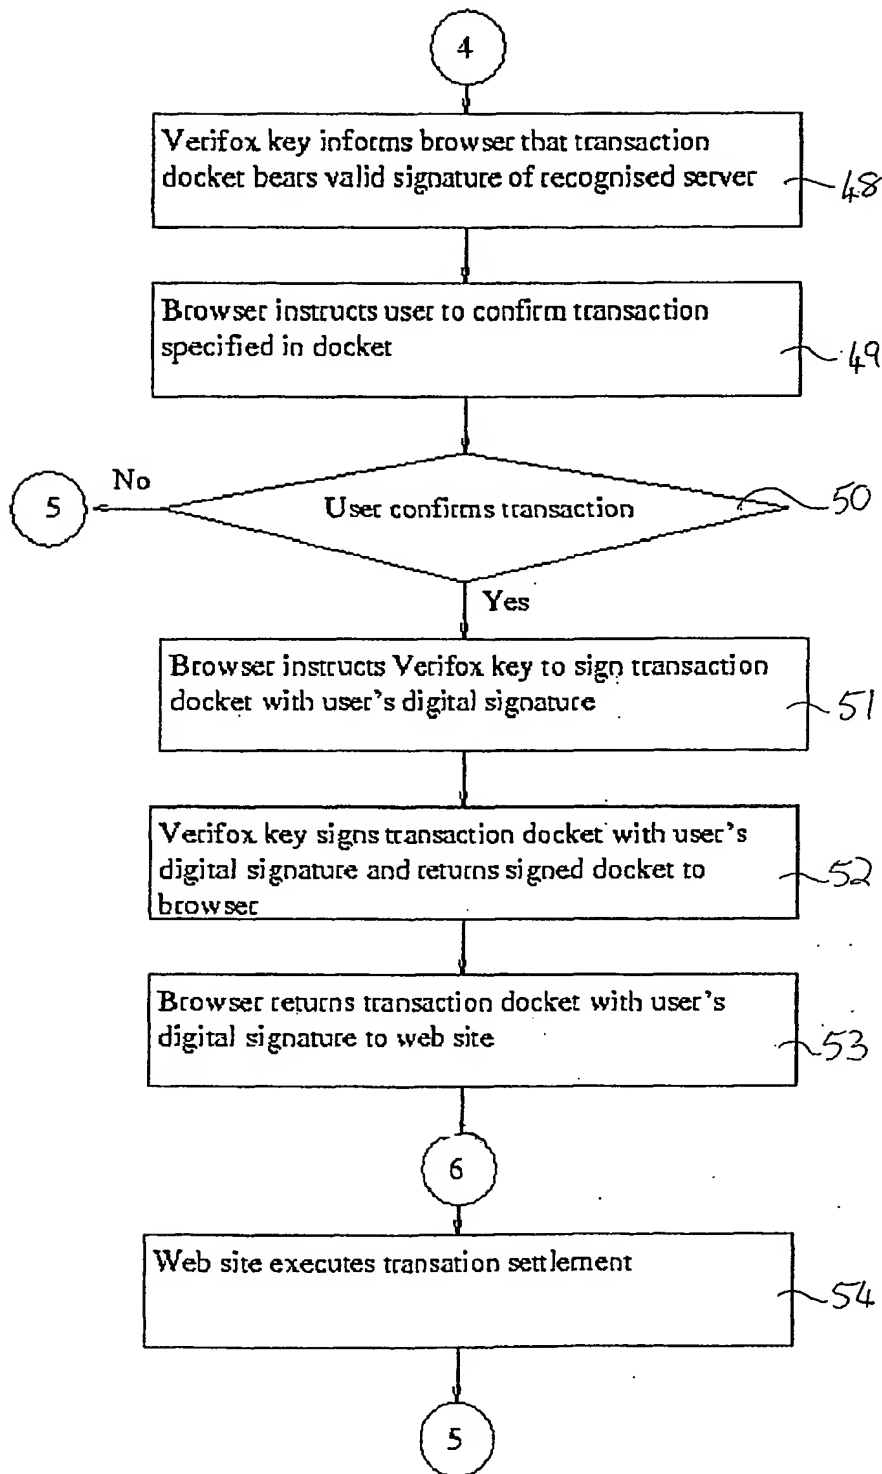 4
Verifox key informs browser that transaction
docket bears valid signature of recognised server
48
Browser instructs user to confirm transaction
specified in docket
49
No
5
User confirms transaction
50
Yes
Browser instructs Verifox key to sign transaction
docket with user's digital signature
51
Verifox key signs transaction docket with user's
digital signature and returns signed docket to
browser
52
Browser returns transaction docket with user's
digital signature to web site
53
6
Web site executes transation settlement
54
5